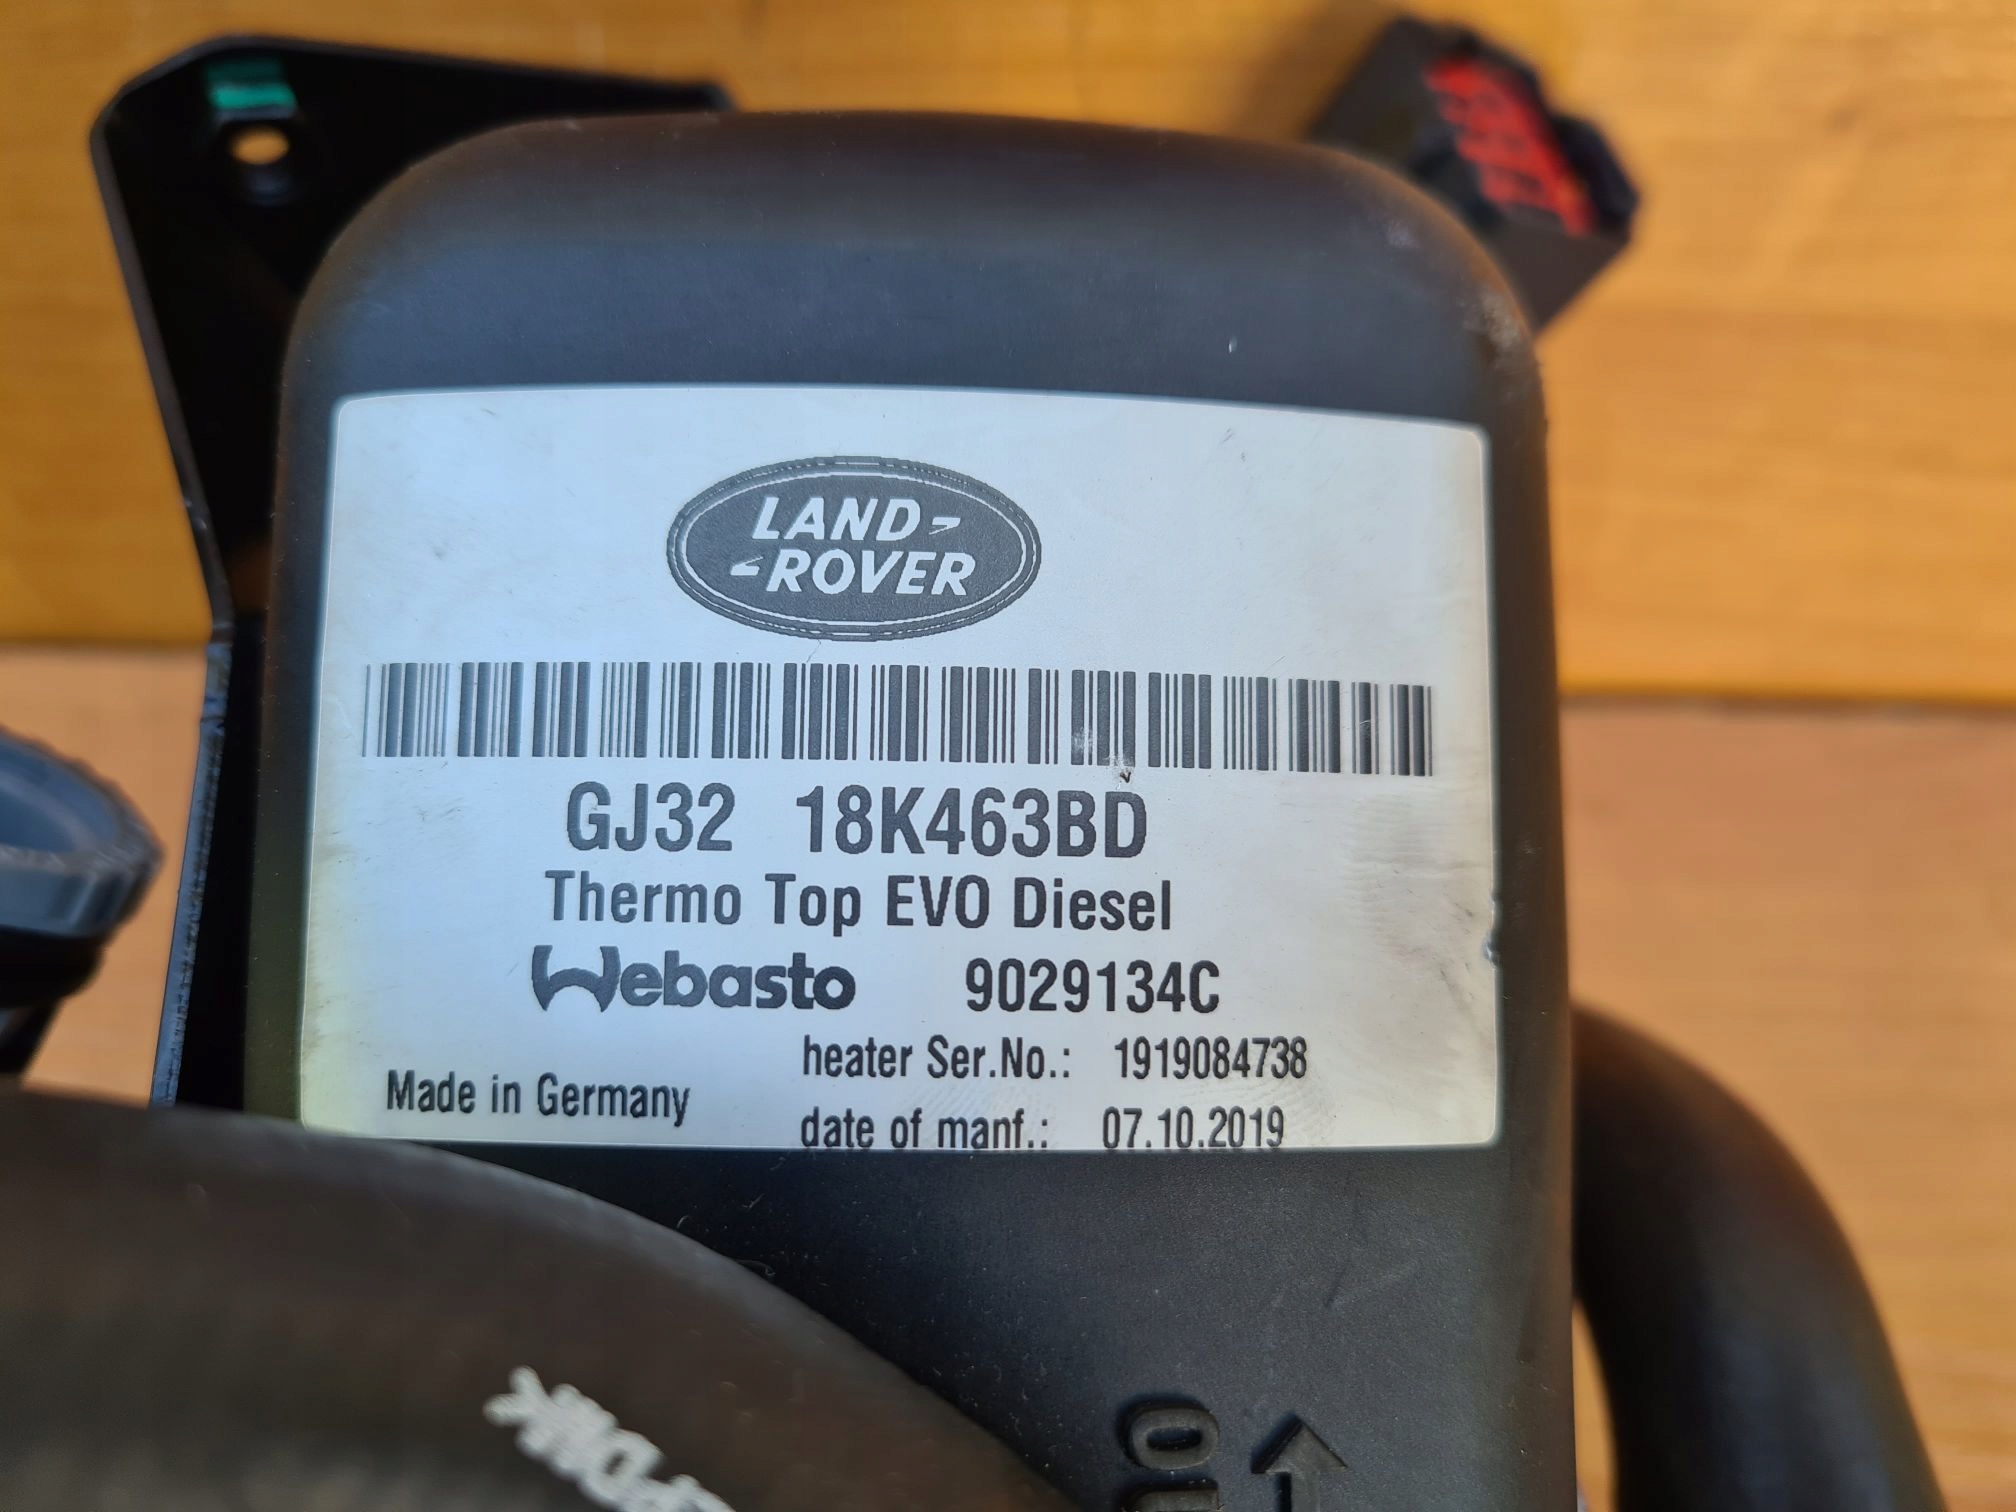 LAND
ROVER
GJ32 18K463BD
Thermo Top EVO Diesel
Webasto 9029134C
heater Ser.No.: 1919084738
Made in Germany
date of manf.: 07.10.2019